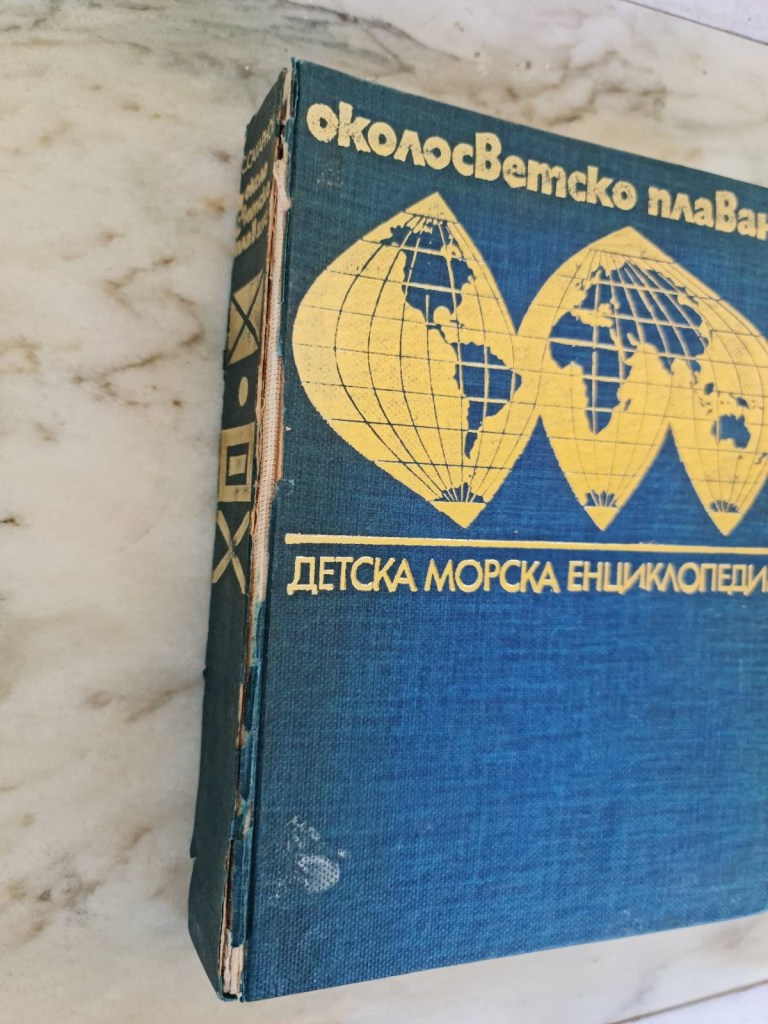 околосветско плаван
ДЕТСКА МОРСКА ЕНЦИКЛОПЕДИ